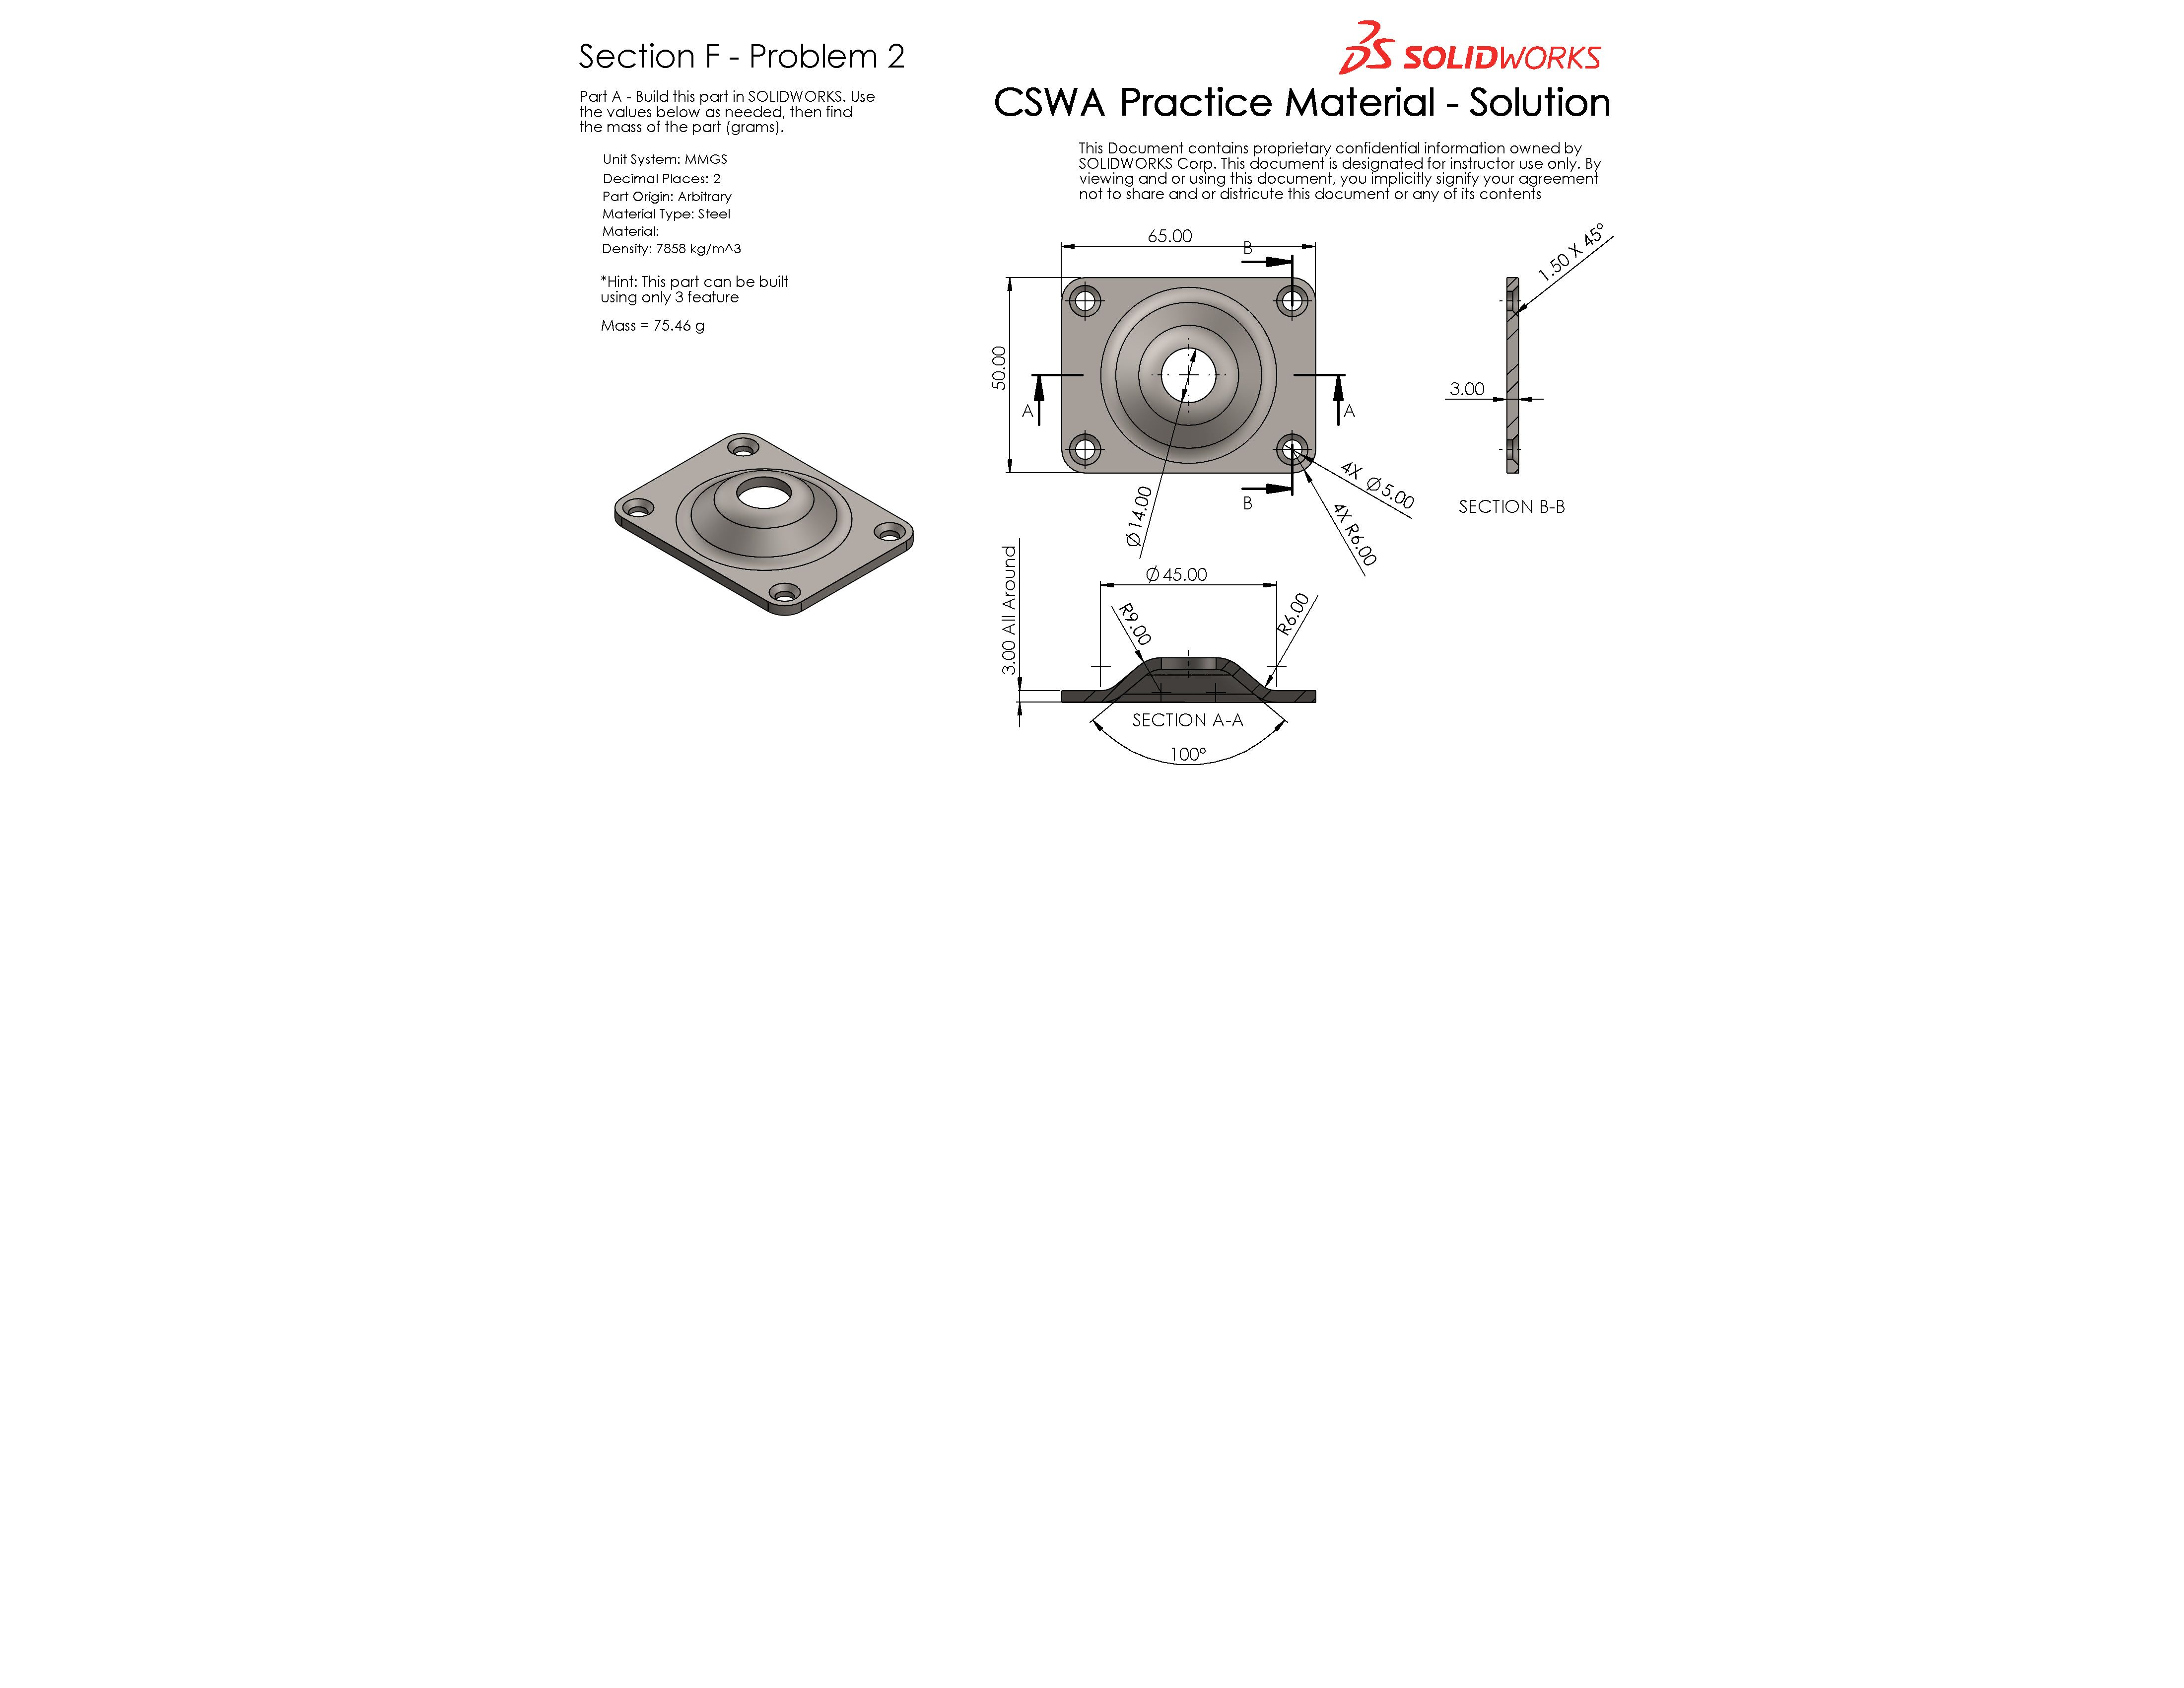 Section F - Problem 2
Part A - Build this part in SOLIDWORKS. Use
the values below as needed, then find
the mass of the part (grams).
Unit System: MMGS
Decimal Places: 2
Part Origin: Arbitrary
Material Type: Steel
Material:
Density: 7858 kg/m^3
*Hint: This part can be built
using only 3 feature
Mass = 75.46 g
SOLIDWORKS
CSWA Practice Material - Solution
This Document contains proprietary confidential information owned by
SOLIDWORKS Corp. This document is designated for instructor use only. By
viewing and or using this document, you implicitly signify your agreement
not to share and or districute this document or any of its contents
65.00
B
50.00
A
A
B
Ø14.00
4X Ø5.00
4X R6.00
1.50 X 45°
3.00
SECTION B-B
3.00 All Around
Ø45.00
R9.00
R6.00
SECTION A-A
100°